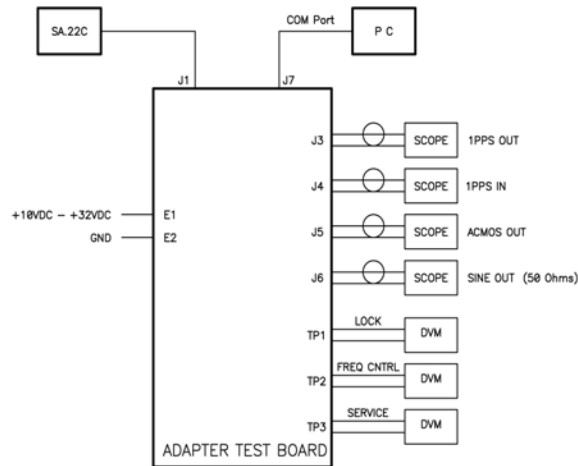 SA.22C
COM Port
P C
J1
J7
J3
SCOPE
1PPS OUT
J4
SCOPE
1PPS IN
+10VDC - +32VDC
E1
J5
SCOPE
ACMOS OUT
GND
E2
J6
SCOPE
SINE OUT (50 Ohms)
LOCK
TP1
DVM
FREQ CNTRL
TP2
DVM
SERVICE
TP3
DVM
ADAPTER TEST BOARD